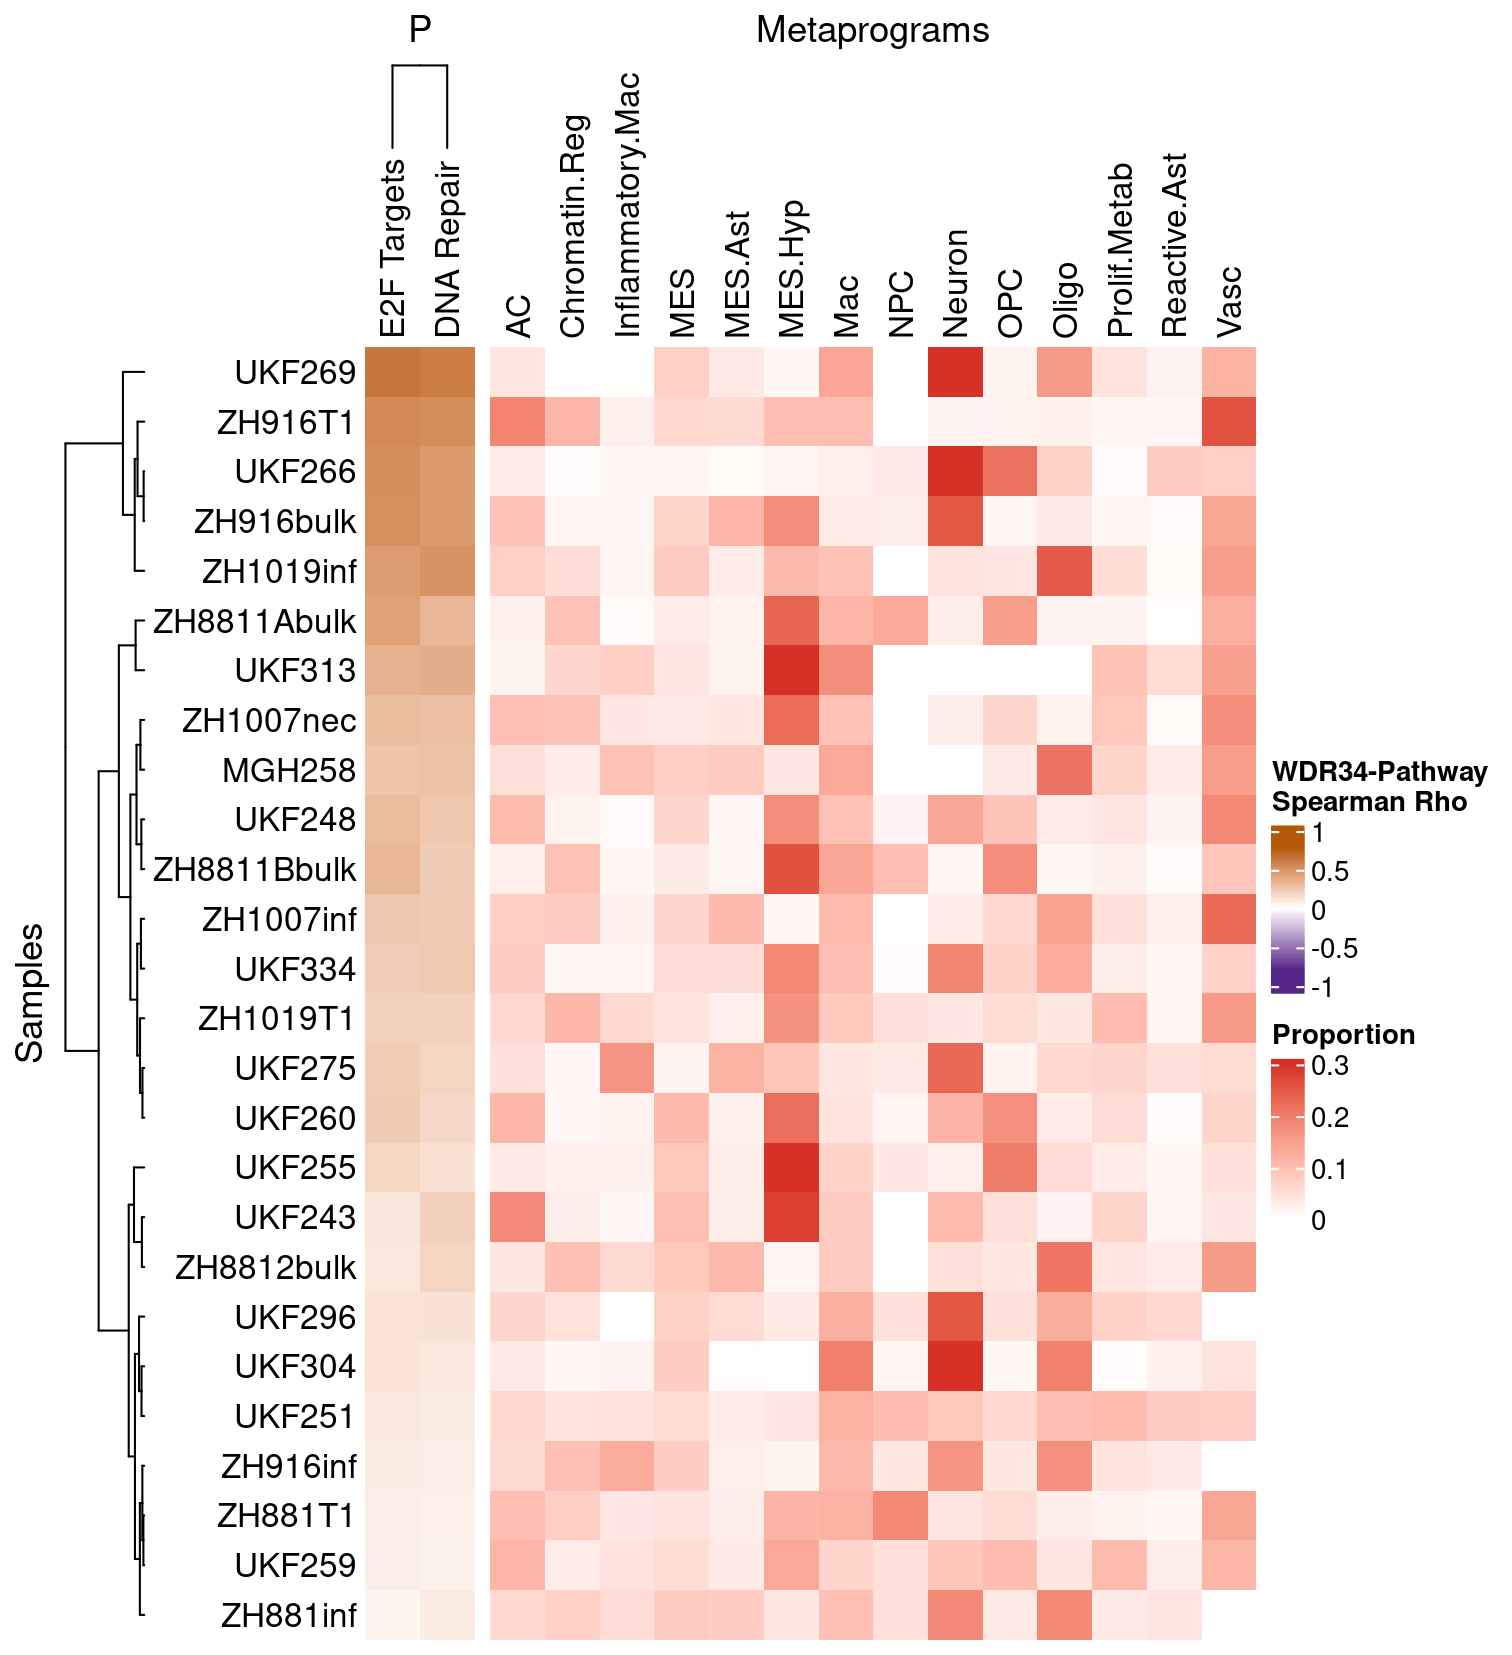 P
Metaprograms
E2F Targets
DNA Repair
AC
Chromatin.Reg
Inflammatory.Mac
MES
MES.Ast
MES.Hyp
Mac
NPC
Neuron
OPC
Oligo
Prolif.Metab
Reactive.Ast
Vasc
Samples
UKF269
ZH916T1
UKF266
ZH916bulk
ZH1019inf
ZH8811Abulk
UKF313
ZH1007nec
MGH258
UKF248
ZH8811Bbulk
ZH1007inf
UKF334
ZH1019T1
UKF275
UKF260
UKF255
UKF243
ZH8812bulk
UKF296
UKF304
UKF251
ZH916inf
ZH881T1
UKF259
ZH881inf
WDR34-Pathway
Spearman Rho
1
0.5
0
-0.5
-1
Proportion
0.3
0.2
0.1
0